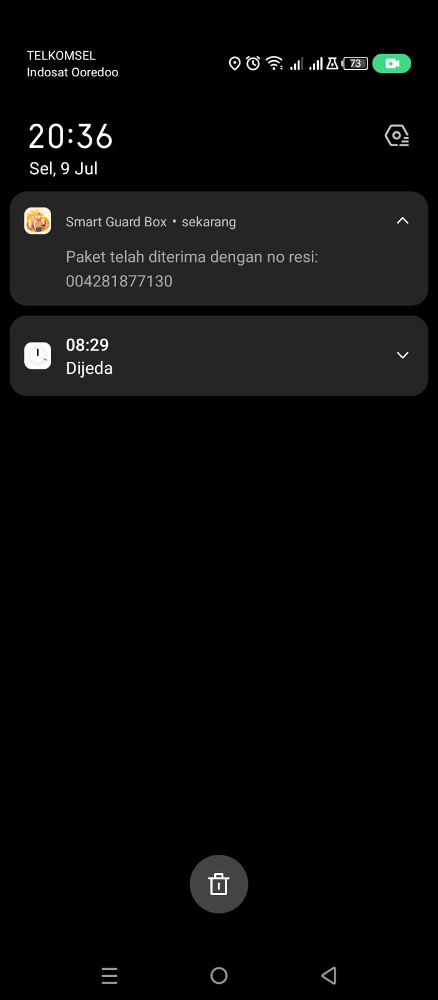 TELKOMSEL
Indosat Ooredoo
73
20:36
Sel, 9 Jul
Smart Guard Box • sekarang
Paket telah diterima dengan no resi:
004281877130
08:29
Dijeda